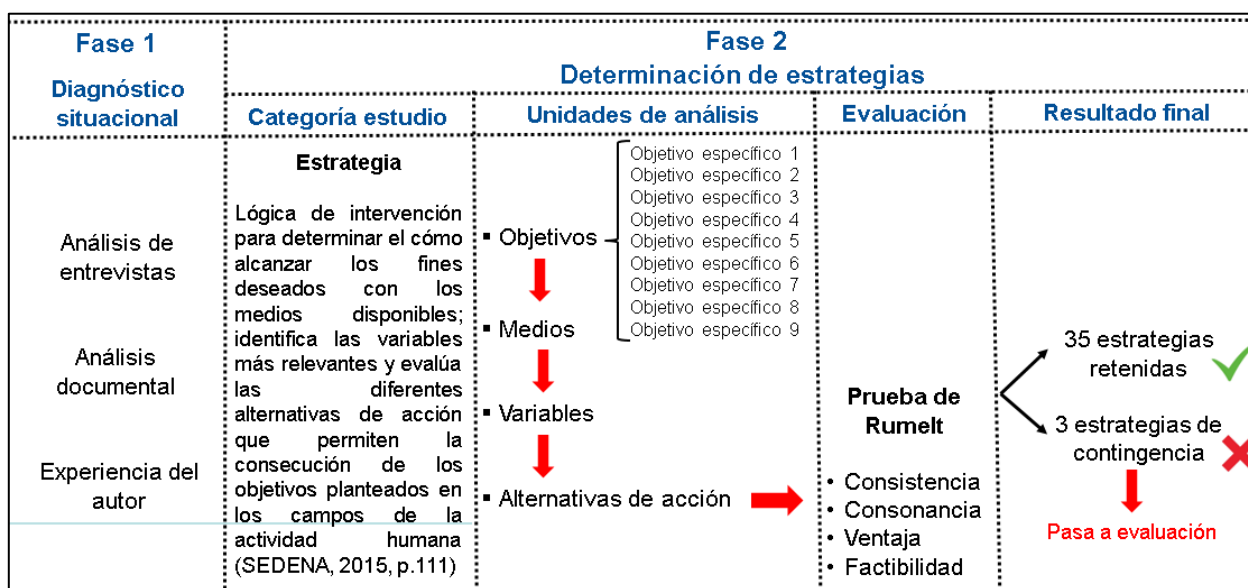 Fase 1
Diagnóstico
situacional
Análisis de
entrevistas
Análisis
documental
Experiencia del
autor
Fase 2
Determinación de estrategias
Categoría estudio
Estrategia
Lógica de intervención
para determinar el cómo
alcanzar los fines
deseados con los
medios disponibles;
identifica las variables
más relevantes y evalúa
las diferentes
alternativas de acción
que permiten la
consecución de los
objetivos planteados en
los campos de la
actividad humana
(SEDENA, 2015, p.111)
Unidades de análisis
▪ Objetivos
Objetivo específico 1
Objetivo específico 2
Objetivo específico 3
Objetivo específico 4
Objetivo específico 5
Objetivo específico 6
Objetivo específico 7
Objetivo específico 8
Objetivo específico 9
▪ Medios
▪ Variables
▪ Alternativas de acción
Evaluación
Prueba de
Rumelt
• Consistencia
• Consonancia
• Ventaja
• Factibilidad
Resultado final
35 estrategias
retenidas
3 estrategias de
contingencia
Pasa a evaluación